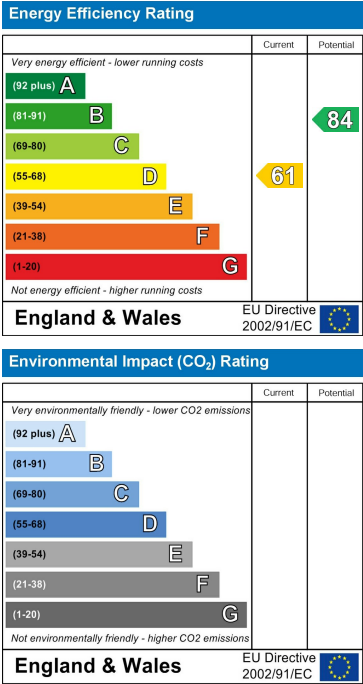 Energy Efficiency Rating
Current Potential
Very energy efficient - lower running costs
(92 plus) A
(81-91) B
84
(69-80) C
(55-68) D
61
(39-54) E
(21-38) F
(1-20) G
Not energy efficient - higher running costs
England & Wales
EU Directive
2002/91/EC
Environmental Impact (CO₂) Rating
Current Potential
Very environmentally friendly - lower CO2 emissions
(92 plus) A
(81-91) B
(69-80) C
(55-68) D
(39-54) E
(21-38) F
(1-20) G
Not environmentally friendly - higher CO2 emissions
England & Wales
EU Directive
2002/91/EC